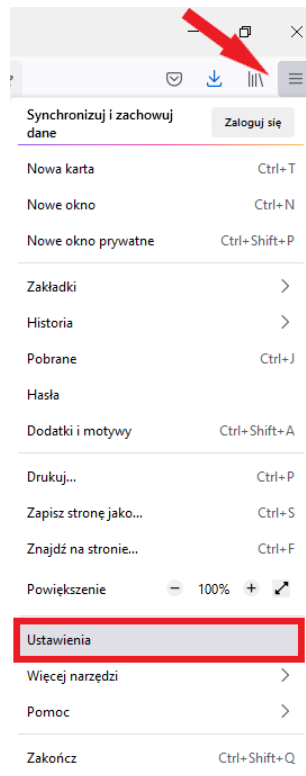 Synchronizuj i zachowuj
dane
Zaloguj się
Nowa karta Ctrl+T
Nowe okno Ctrl+N
Nowe okno prywatne Ctrl+Shift+P
Zakładki
Historia
Pobrane Ctrl+J
Hasła
Dodatki i motywy Ctrl+Shift+A
Drukuj... Ctrl+P
Zapisz stronę jako... Ctrl+S
Znajdź na stronie... Ctrl+F
Powiększenie − 100% +
Ustawienia
Więcej narzędzi
Pomoc
Zakończ Ctrl+Shift+Q